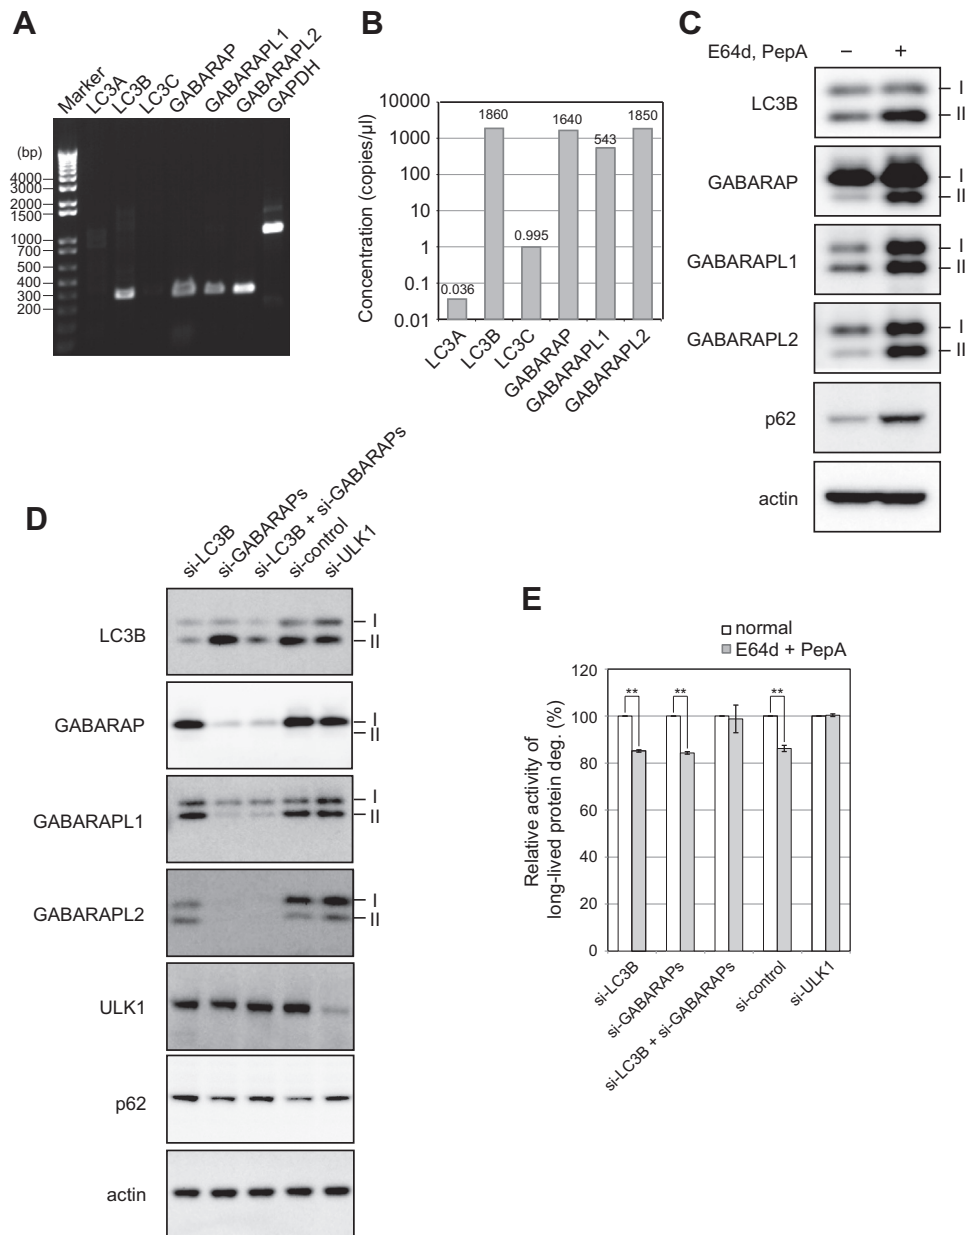 A
Marker
LC3A
LC3B
LC3C
GABARAP
GABARAPL1
GABARAPL2
GAPDH
(bp)
4000
3000
2000
1500
1000
700
500
400
300
200
B
Concentration (copies/µl)
10000
1000
100
10
1
0.1
0.01
0.036
1860
0.995
1640
543
1850
LC3A
LC3B
LC3C
GABARAP
GABARAPL1
GABARAPL2
C
E64d, PepA
–
+
LC3B
I
II
GABARAP
I
II
GABARAPL1
I
II
GABARAPL2
I
II
p62
actin
D
si-LC3B
si-GABARAPs
si-LC3B + si-GABARAPs
si-control
si-ULK1
LC3B
I
II
GABARAP
I
II
GABARAPL1
I
II
GABARAPL2
I
II
ULK1
p62
actin
E
normal
E64d + PepA
Relative activity of
long-lived protein deg. (%)
120
100
80
60
40
20
0
**
**
**
si-LC3B
si-GABARAPs
si-LC3B + si-GABARAPs
si-control
si-ULK1